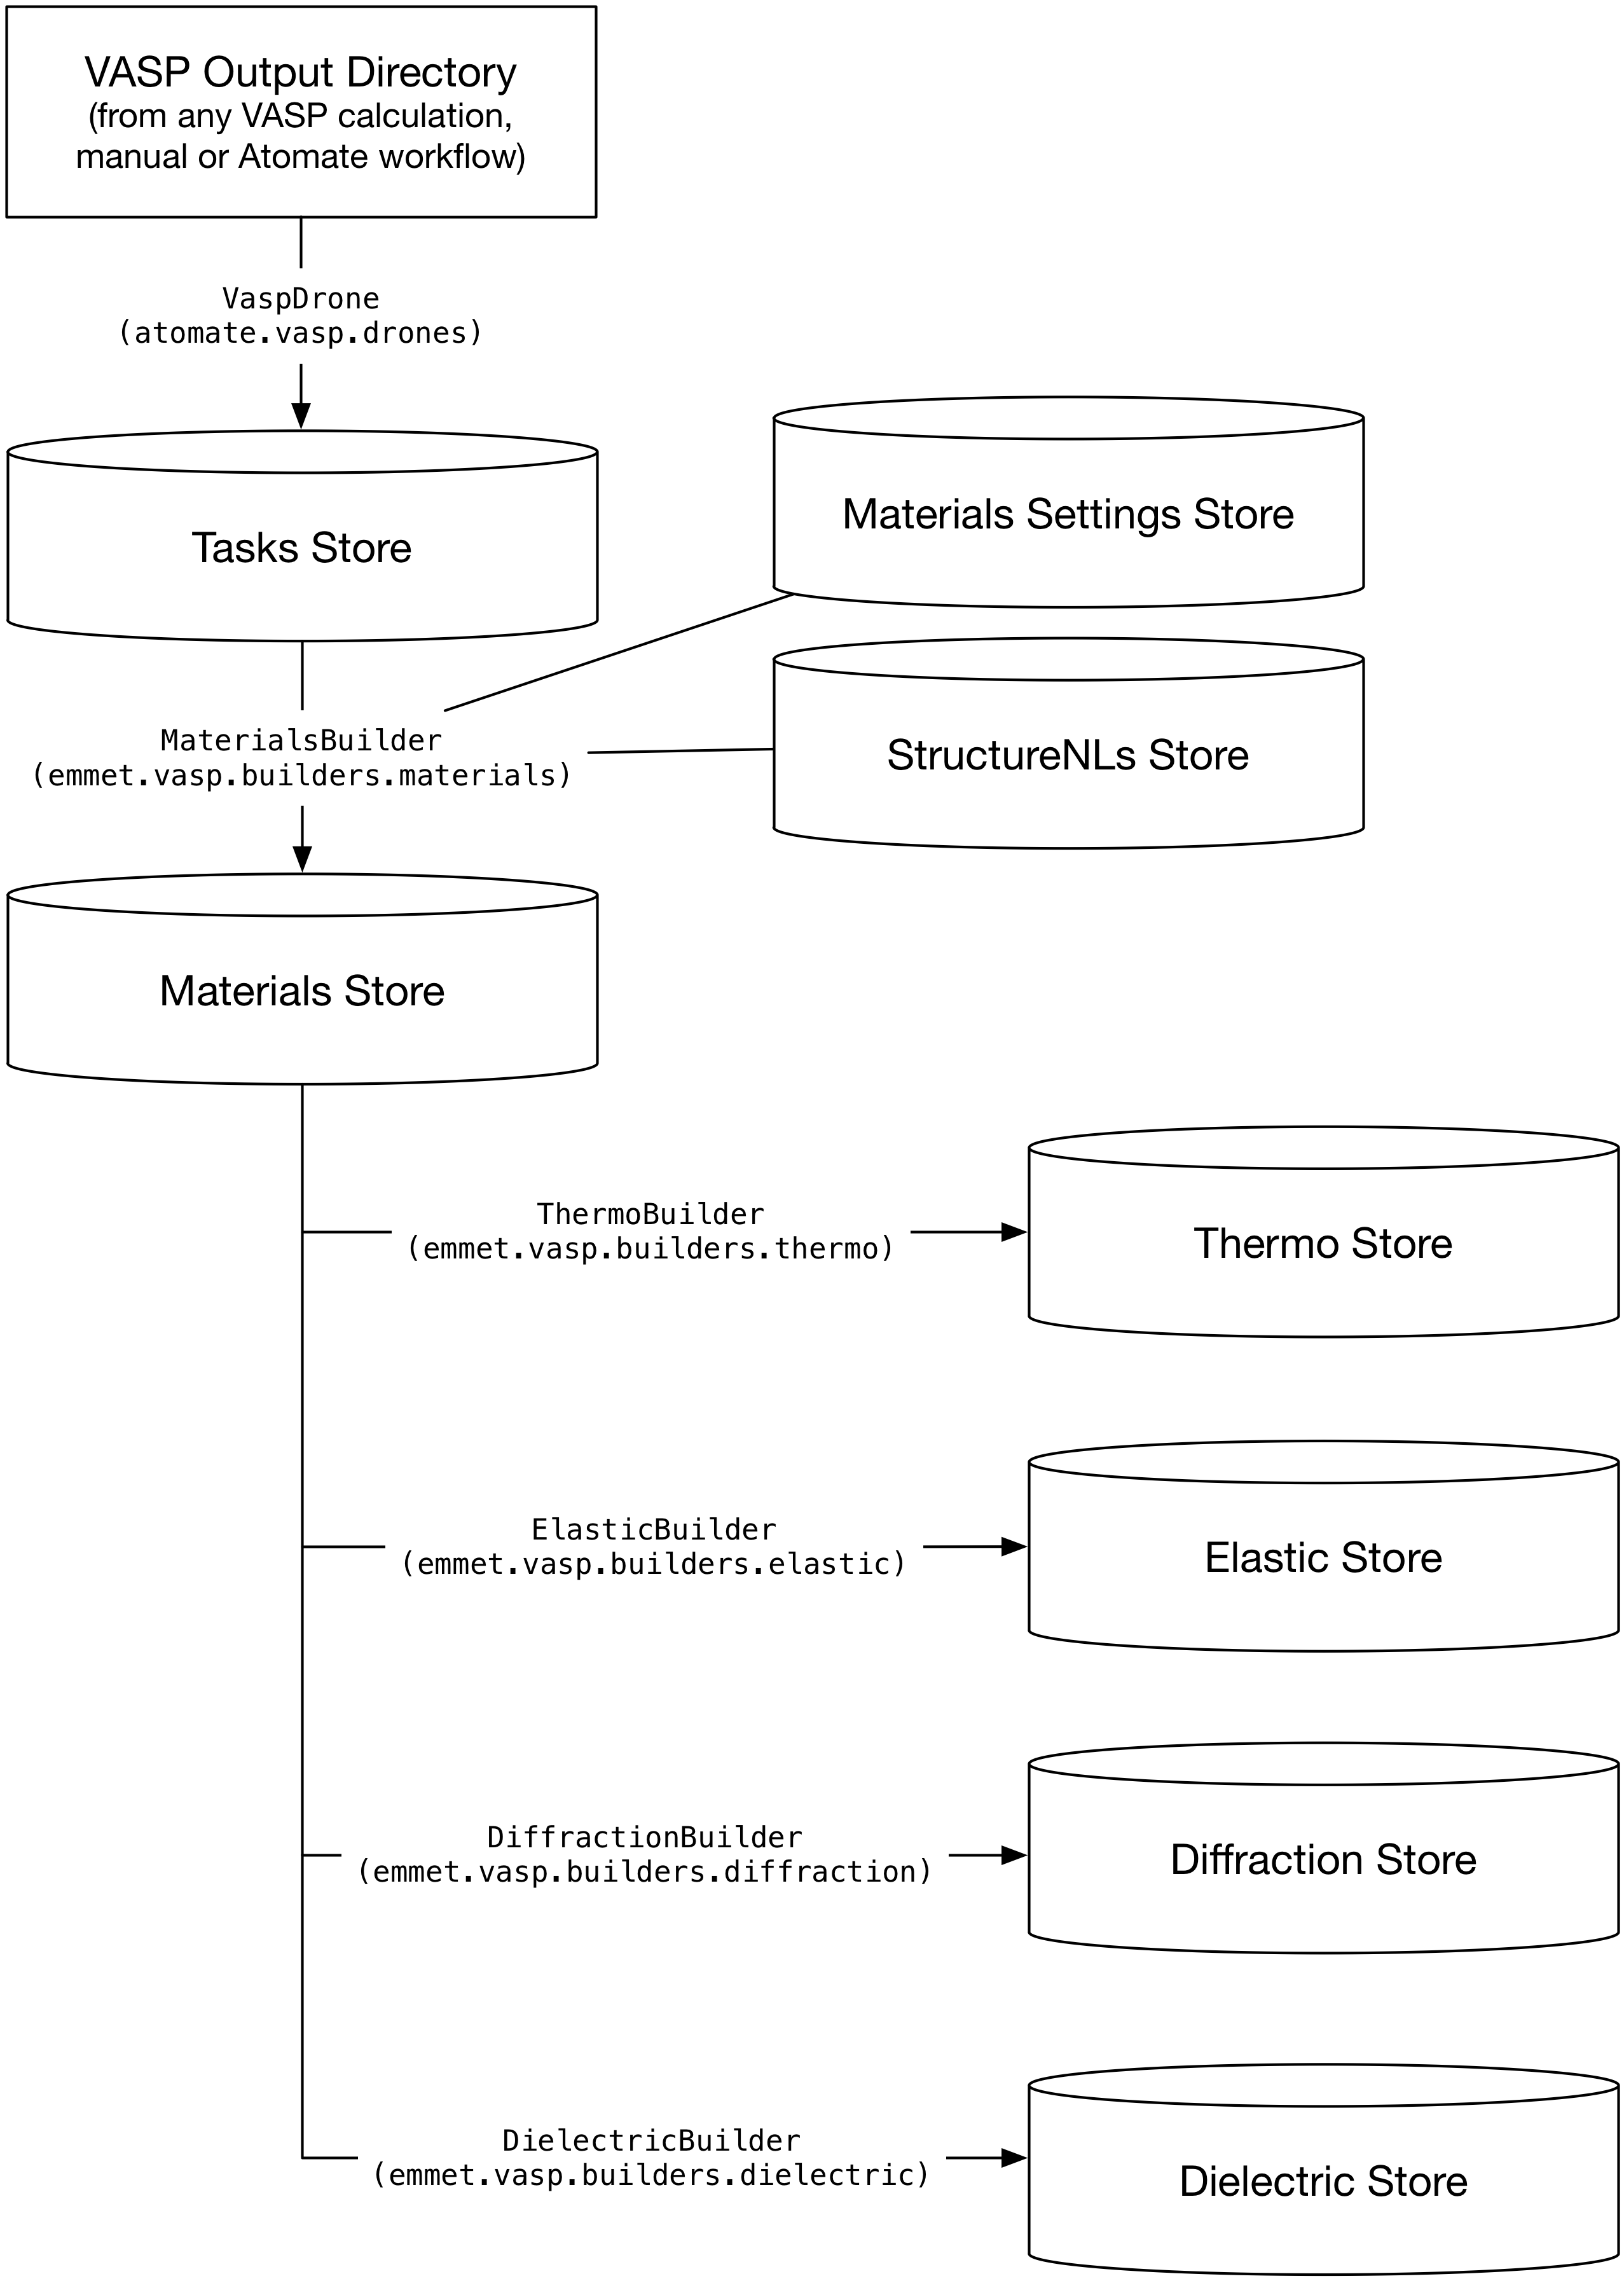 VASP Output Directory
(from any VASP calculation,
manual or Atomate workflow)
VaspDrone
(atomate.vasp.drones)
Tasks Store
Materials Settings Store
StructureNLs Store
MaterialsBuilder
(emmet.vasp.builders.materials)
Materials Store
ThermoBuilder
(emmet.vasp.builders.thermo)
Thermo Store
ElasticBuilder
(emmet.vasp.builders.elastic)
Elastic Store
DiffractionBuilder
(emmet.vasp.builders.diffraction)
Diffraction Store
DielectricBuilder
(emmet.vasp.builders.dielectric)
Dielectric Store